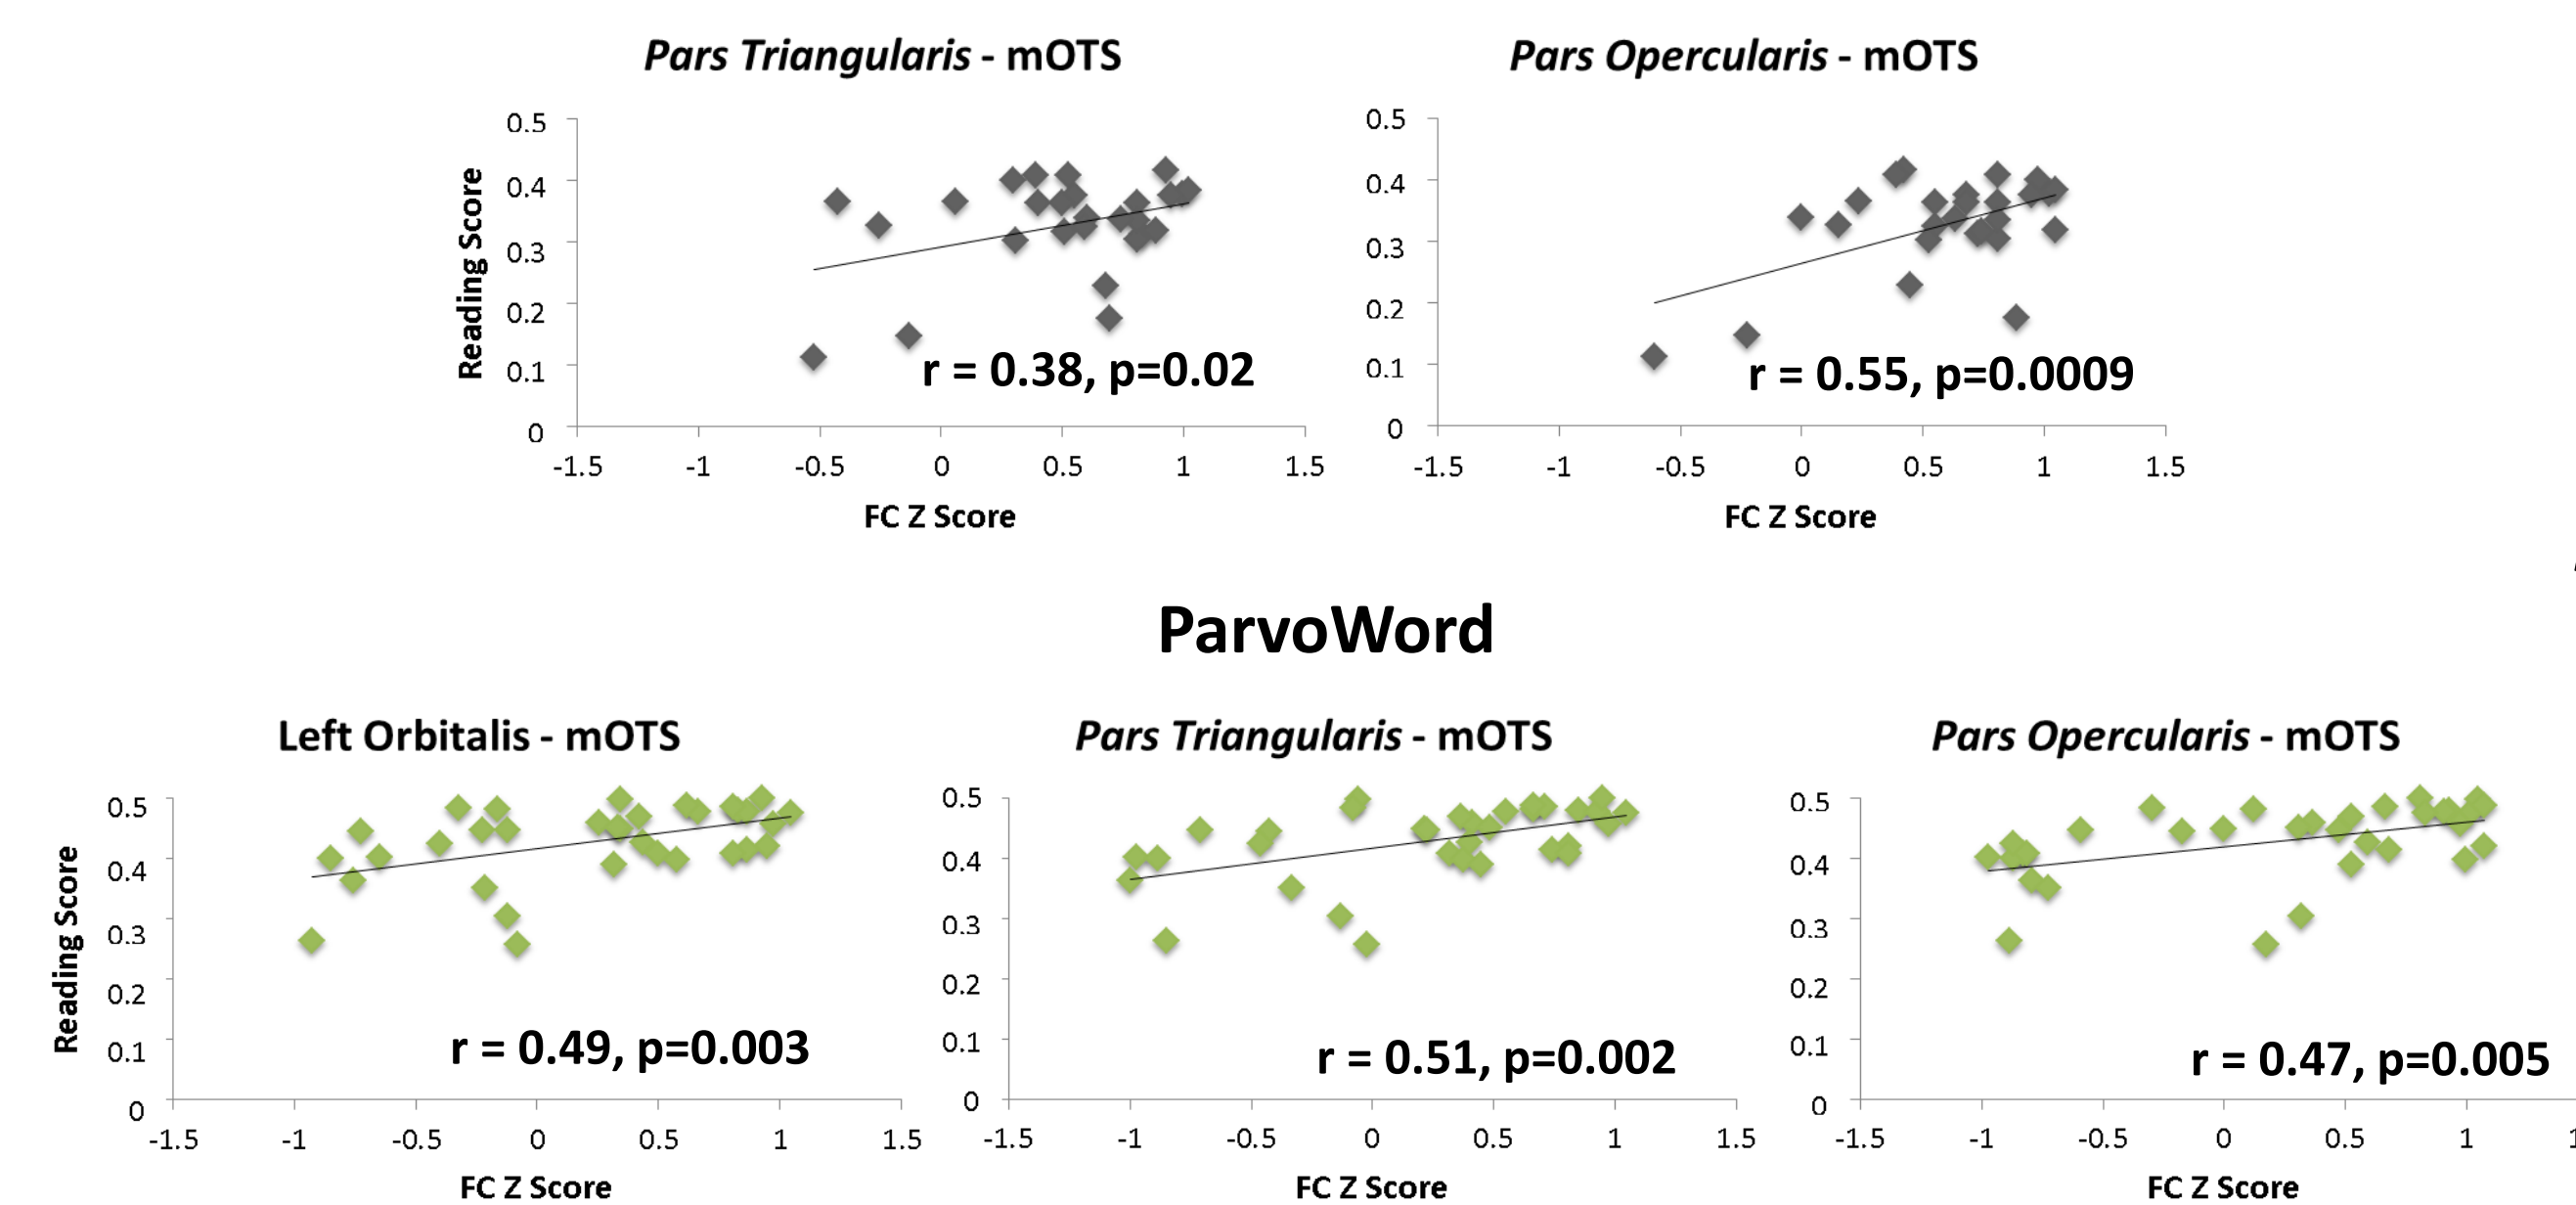 Pars Triangularis - mOTS
Reading Score
0.5
0.4
0.3
0.2
0.1
0
-1.5 -1 -0.5 0 0.5 1 1.5
FC Z Score
r = 0.38, p=0.02
Pars Opercularis - mOTS
0.5
0.4
0.3
0.2
0.1
0
-1.5 -1 -0.5 0 0.5 1 1.5
FC Z Score
r = 0.55, p=0.0009
ParvoWord
Left Orbitalis - mOTS
Reading Score
0.5
0.4
0.3
0.2
0.1
0
-1.5 -1 -0.5 0 0.5 1 1.5
FC Z Score
r = 0.49, p=0.003
Pars Triangularis - mOTS
0.5
0.4
0.3
0.2
0.1
0
-1.5 -1 -0.5 0 0.5 1 1.5
FC Z Score
r = 0.51, p=0.002
Pars Opercularis - mOTS
0.5
0.4
0.3
0.2
0.1
0
-1.5 -1 -0.5 0 0.5 1
FC Z Score
r = 0.47, p=0.005